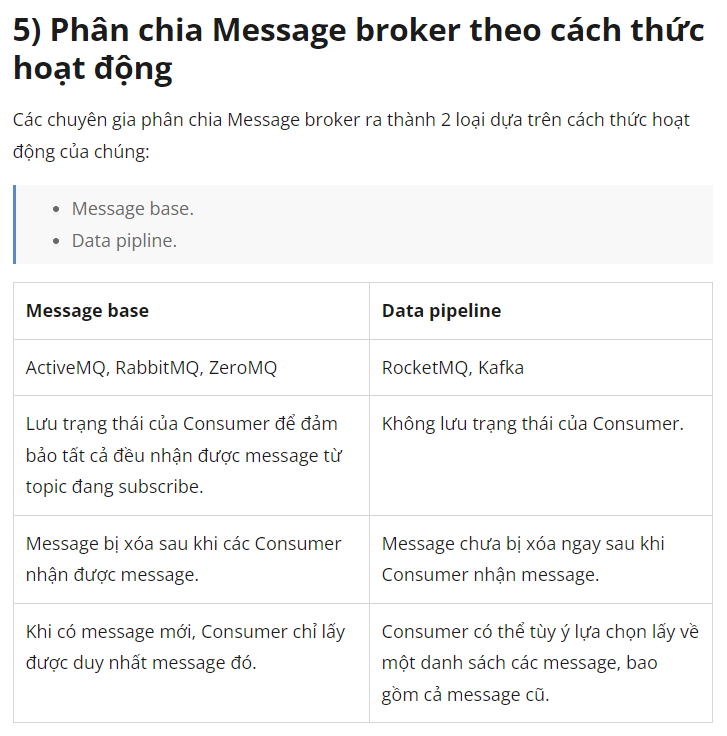 5) Phân chia Message broker theo cách thức
hoạt động
Các chuyên gia phân chia Message broker ra thành 2 loại dựa trên cách thức hoạt
động của chúng:
• Message base.
• Data pipline.
Message base
Data pipeline
ActiveMQ, RabbitMQ, ZeroMQ
RocketMQ, Kafka
Lưu trạng thái của Consumer để đảm
bảo tất cả đều nhận được message từ
topic đang subscribe.
Không lưu trạng thái của Consumer.
Message bị xóa sau khi các Consumer
nhận được message.
Message chưa bị xóa ngay sau khi
Consumer nhận message.
Khi có message mới, Consumer chỉ lấy
được duy nhất message đó.
Consumer có thể tùy ý lựa chọn lấy về
một danh sách các message, bao
gồm cả message cũ.